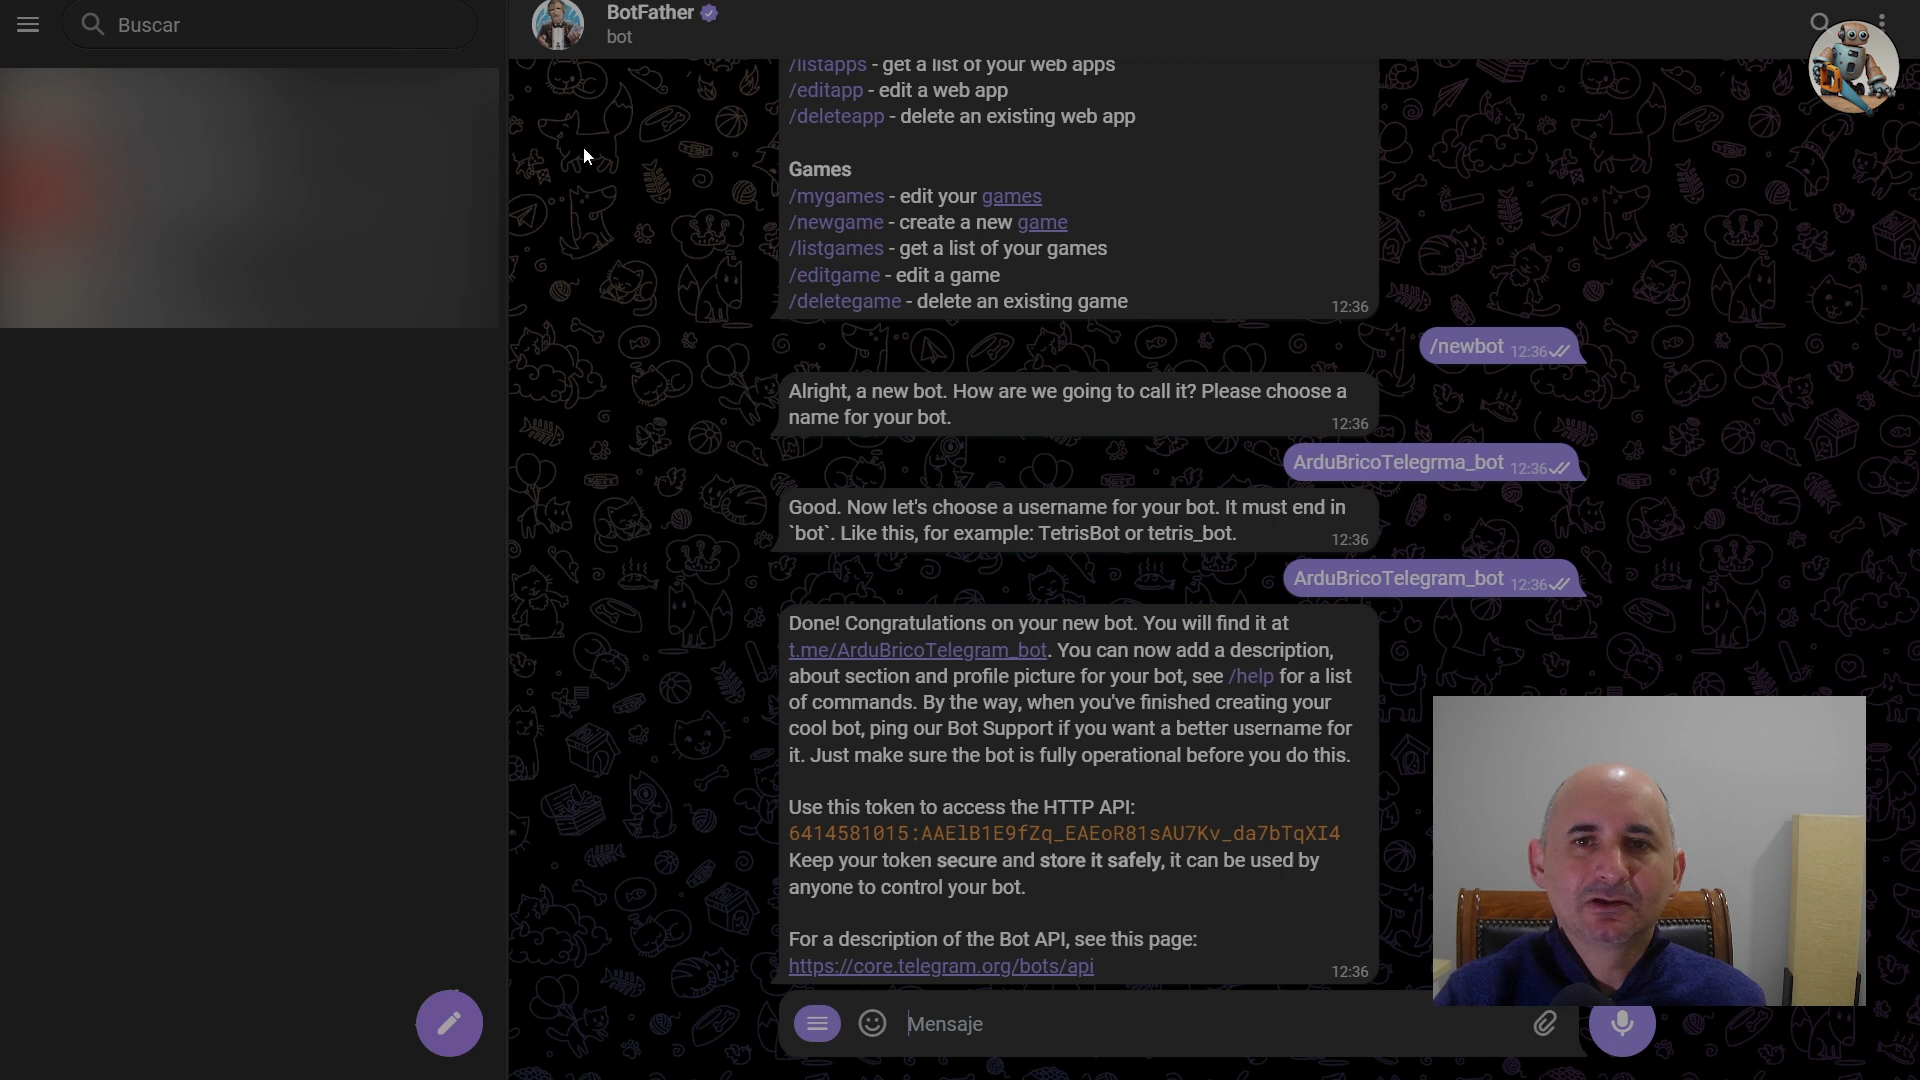 Buscar
BotFather
bot
/listapps - get a list of your web apps
/editapp - edit a web app
/deleteapp - delete an existing web app
Games
/mygames - edit your games
/newgame - create a new game
/listgames - get a list of your games
/editgame - edit a game
/deletegame - delete an existing game
12:36
/newbot 12:36
Alright, a new bot. How are we going to call it? Please choose a
name for your bot.
12:36
ArduBricoTelegrma_bot 12:36
Good. Now let's choose a username for your bot. It must end in
`bot`. Like this, for example: TetrisBot or tetris_bot.
12:36
ArduBricoTelegram_bot 12:36
Done! Congratulations on your new bot. You will find it at
t.me/ArduBricoTelegram_bot. You can now add a description,
about section and profile picture for your bot, see /help for a list
of commands. By the way, when you've finished creating your
cool bot, ping our Bot Support if you want a better username for
it. Just make sure the bot is fully operational before you do this.
Use this token to access the HTTP API:
6414581015:AAElB1E9fZq_EAEoR81sAU7Kv_da7bTqXI4
Keep your token secure and store it safely, it can be used by
anyone to control your bot.
For a description of the Bot API, see this page:
https://core.telegram.org/bots/api
12:36
Mensaje